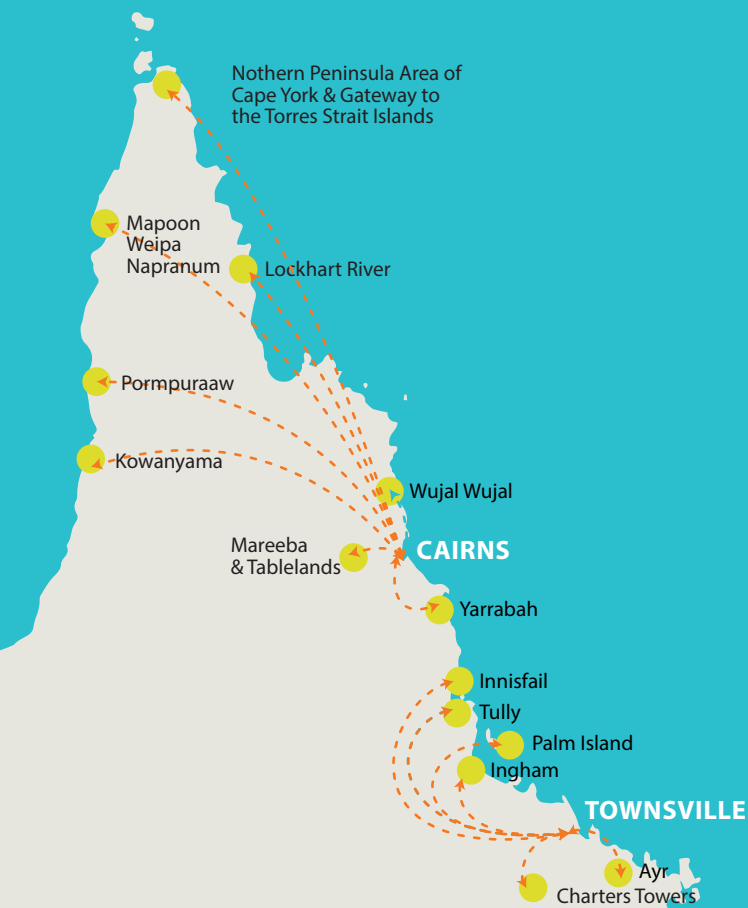 Nothern Peninsula Area of
Cape York & Gateway to
the Torres Strait Islands
Mapoon
Weipa
Napranum
Lockhart River
Pormpuraaw
Kowanyama
Wujal Wujal
Mareeba
& Tablelands
CAIRNS
Yarrabah
Innisfail
Tully
Palm Island
Ingham
TOWNSVILLE
Ayr
Charters Towers